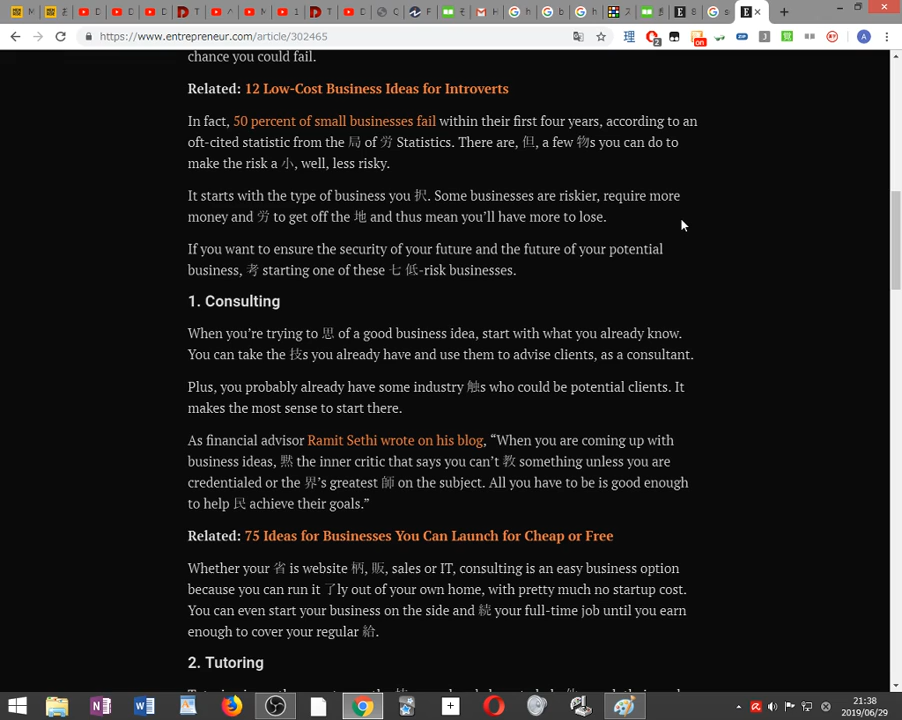 https://www.entrepreneur.com/article/302465
chance you could fail.
Related: 12 Low-Cost Business Ideas for Introverts
In fact, 50 percent of small businesses fail within their first four years, according to an
oft-cited statistic from the 局 of 労 Statistics. There are, 但, a few 物s you can do to
make the risk a 小, well, less risky.
It starts with the type of business you 択. Some businesses are riskier, require more
money and 労 to get off the 地 and thus mean you’ll have more to lose.
If you want to ensure the security of your future and the future of your potential
business, 考 starting one of these 七 低-risk businesses.
1. Consulting
When you’re trying to 思 of a good business idea, start with what you already know.
You can take the 技s you already have and use them to advise clients, as a consultant.
Plus, you probably already have some industry 触s who could be potential clients. It
makes the most sense to start there.
As financial advisor Ramit Sethi wrote on his blog, “When you are coming up with
business ideas, 黙 the inner critic that says you can’t 教 something unless you are
credentialed or the 界’s greatest 師 on the subject. All you have to be is good enough
to help 民 achieve their goals.”
Related: 75 Ideas for Businesses You Can Launch for Cheap or Free
Whether your 省 is website 柄, 販, sales or IT, consulting is an easy business option
because you can run it 了ly out of your own home, with pretty much no startup cost.
You can even start your business on the side and 続 your full-time job until you earn
enough to cover your regular 給.
2. Tutoring
21:38
2019/06/29